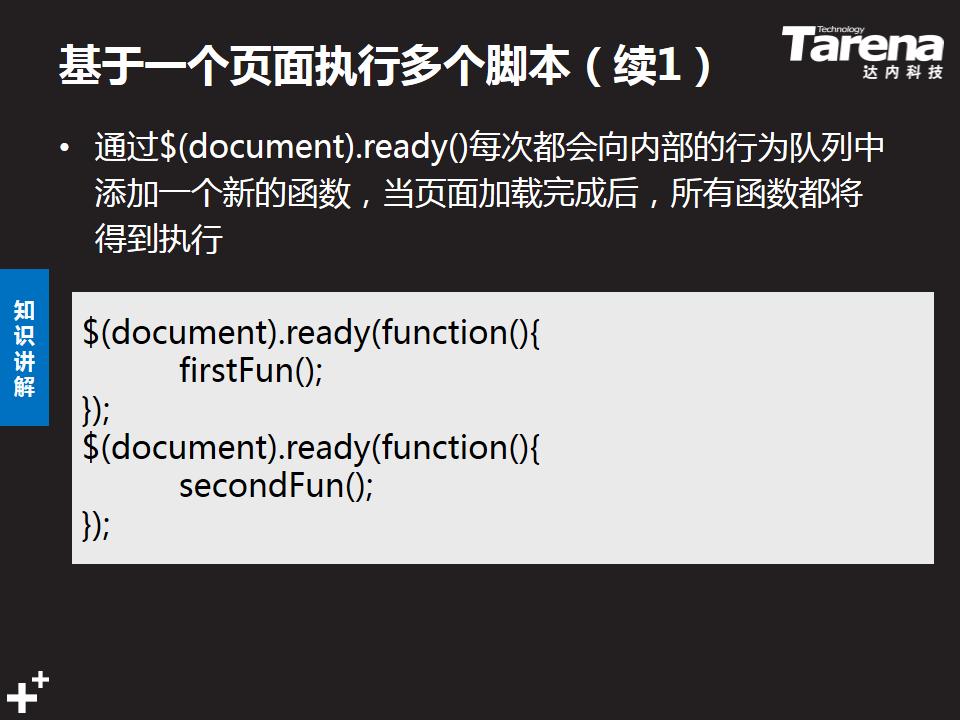 基于一个页面执行多个脚本（续1）
Technology
Tarena
达内科技
• 通过$(document).ready()每次都会向内部的行为队列中
添加一个新的函数，当页面加载完成后，所有函数都将
得到执行
知识讲解
$(document).ready(function(){
firstFun();
});
$(document).ready(function(){
secondFun();
});